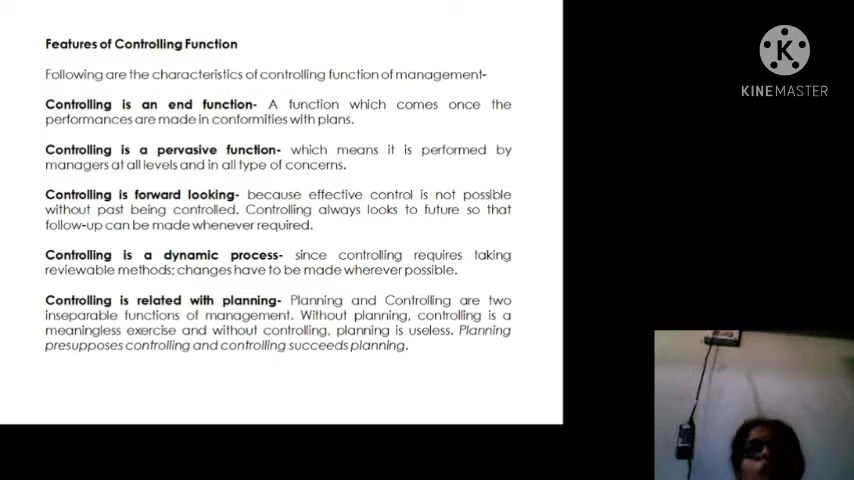 Features of Controlling Function
Following are the characteristics of controlling function of management-
Controlling is an end function- A function which comes once the
performances are made in conformities with plans.
Controlling is a pervasive function- which means it is performed by
managers at all levels and in all type of concerns.
Controlling is forward looking- because effective control is not possible
without past being controlled. Controlling always looks to future so that
follow-up can be made whenever required.
Controlling is a dynamic process- since controlling requires taking
reviewable methods; changes have to be made wherever possible.
Controlling is related with planning- Planning and Controlling are two
inseparable functions of management. Without planning, controlling is a
meaningless exercise and without controlling, planning is useless. Planning
presupposes controlling and controlling succeeds planning.
K
KINEMASTER